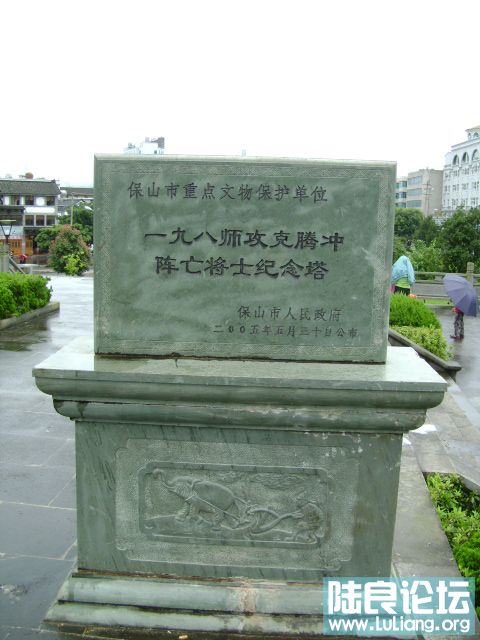 保山市重点文物保护单位
一九八师攻克腾冲
阵亡将士纪念塔
保山市人民政府
二00五年五月三十日公布
陆良论坛
www.LuLiang.org